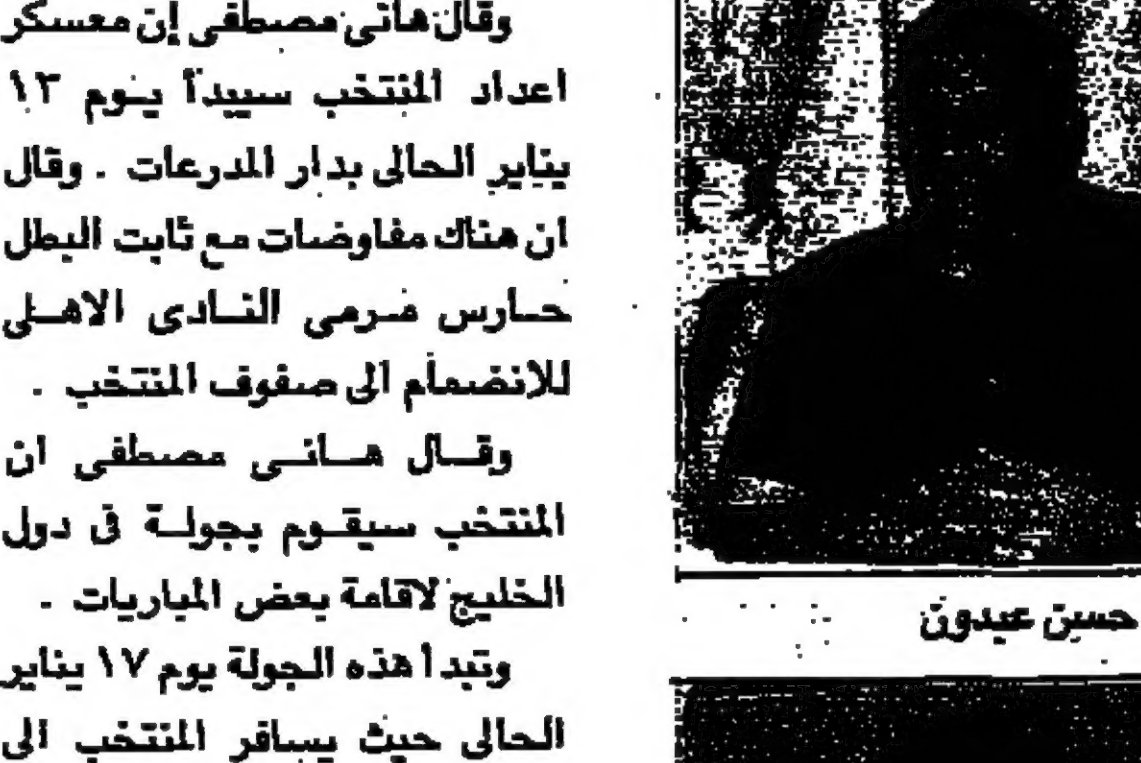 وقال هانى مصطفى إن معسكر
اعداد المنتخب سيبدأ يوم ١٣
يناير الحالى بدار المدرعات . وقال
ان هناك مفاوضات مع ثابت البطل
حارس مرمى النادى الاهلى
للانضمام الى صفوف المنتخب .
وقال هانى مصطفى ان
المنتخب سيقوم بجولة فى دول
الخليج لاقامة بعض المباريات .
وتبدأ هذه الجولة يوم ١٧ يناير
الحالى حيث يسافر المنتخب الى
حسين عيدون